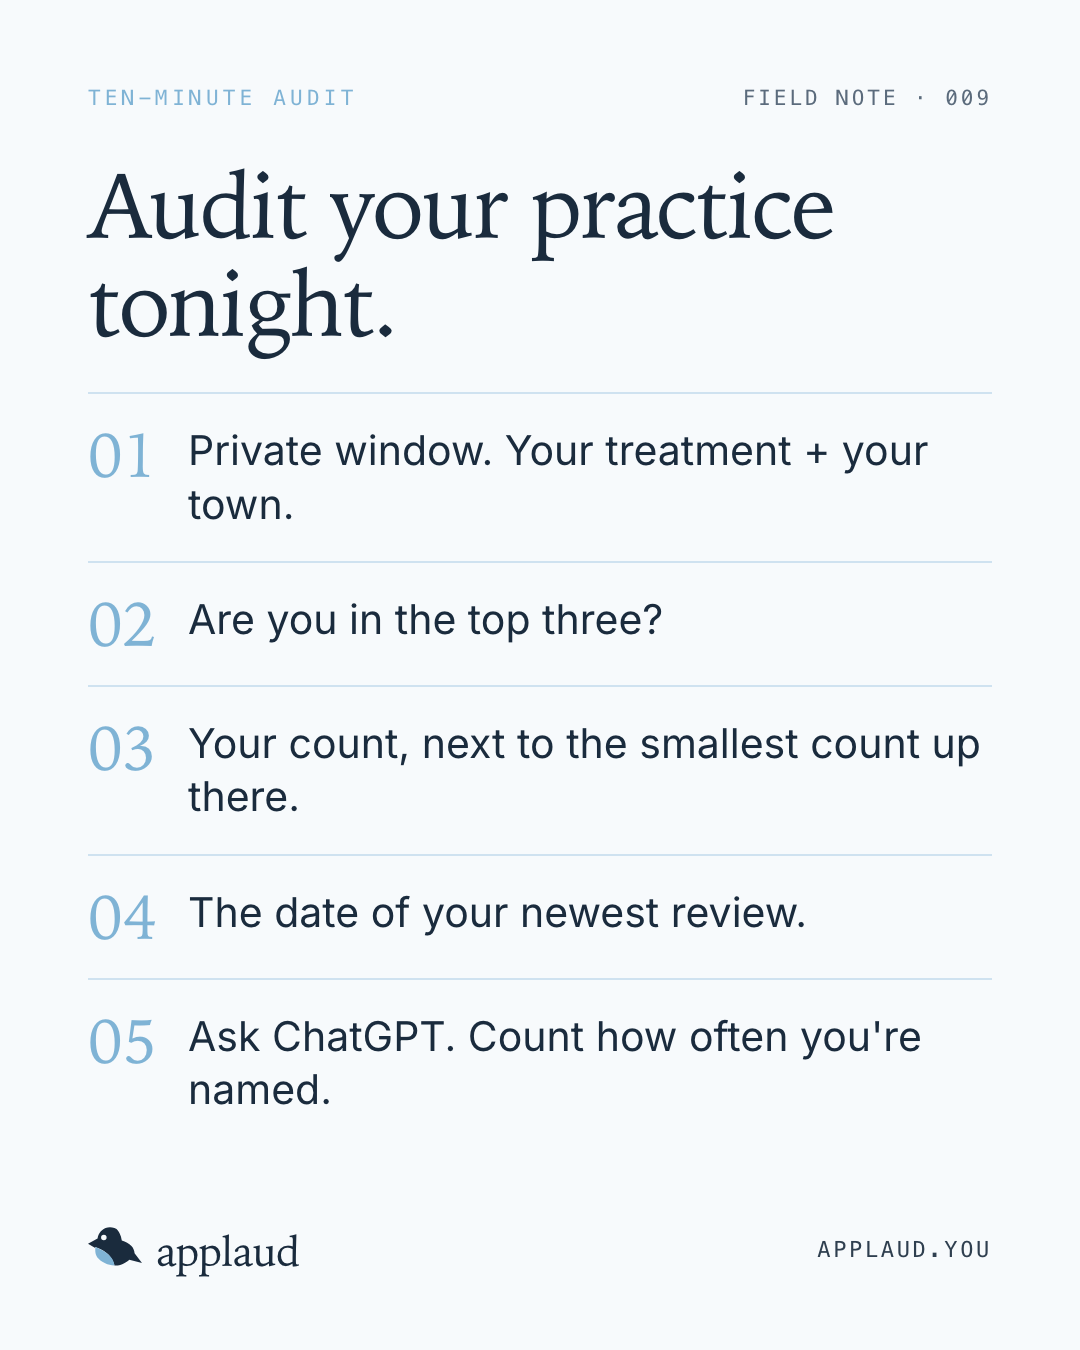 TEN–MINUTE AUDIT
FIELD NOTE · 009
Audit your practice
tonight.
01 Private window. Your treatment + your
town.
02 Are you in the top three?
03 Your count, next to the smallest count up
there.
04 The date of your newest review.
05 Ask ChatGPT. Count how often you're
named.
applaud
APPLAUD.YOU